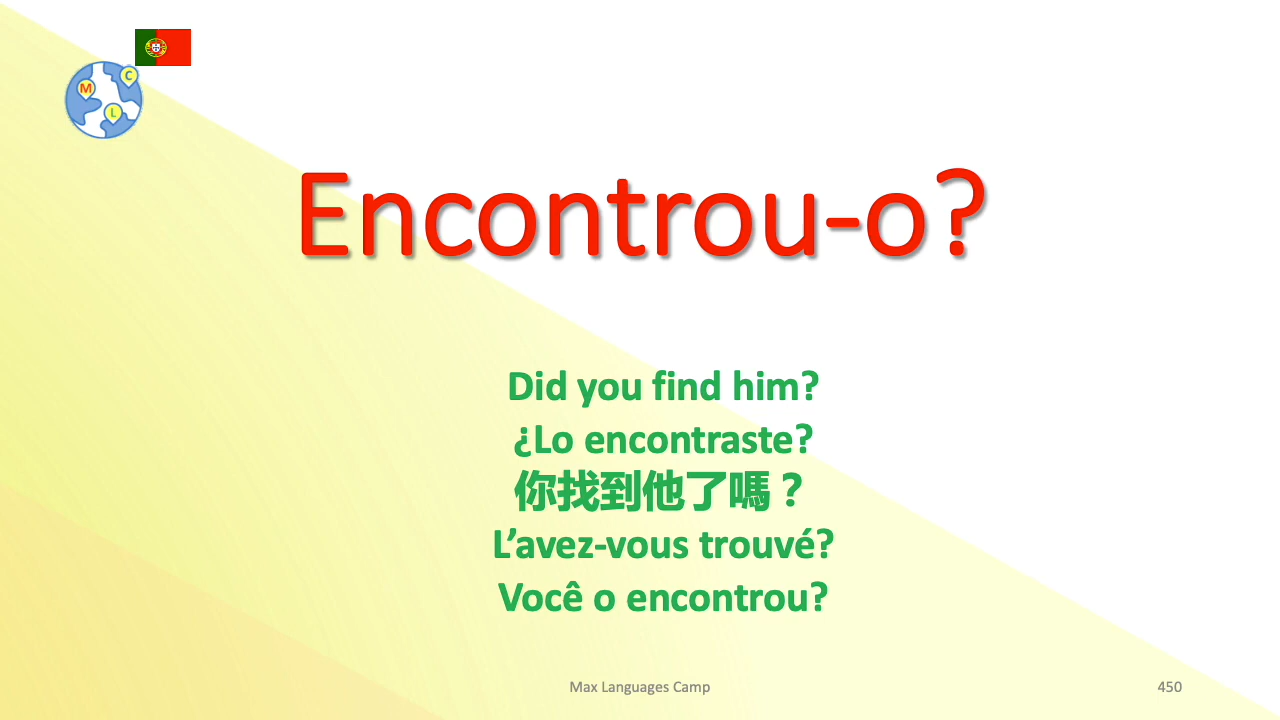 C
M
L
Encontrou-o?
Did you find him?
¿Lo encontraste?
你找到他了嗎？
L’avez-vous trouvé?
Você o encontrou?
Max Languages Camp
450